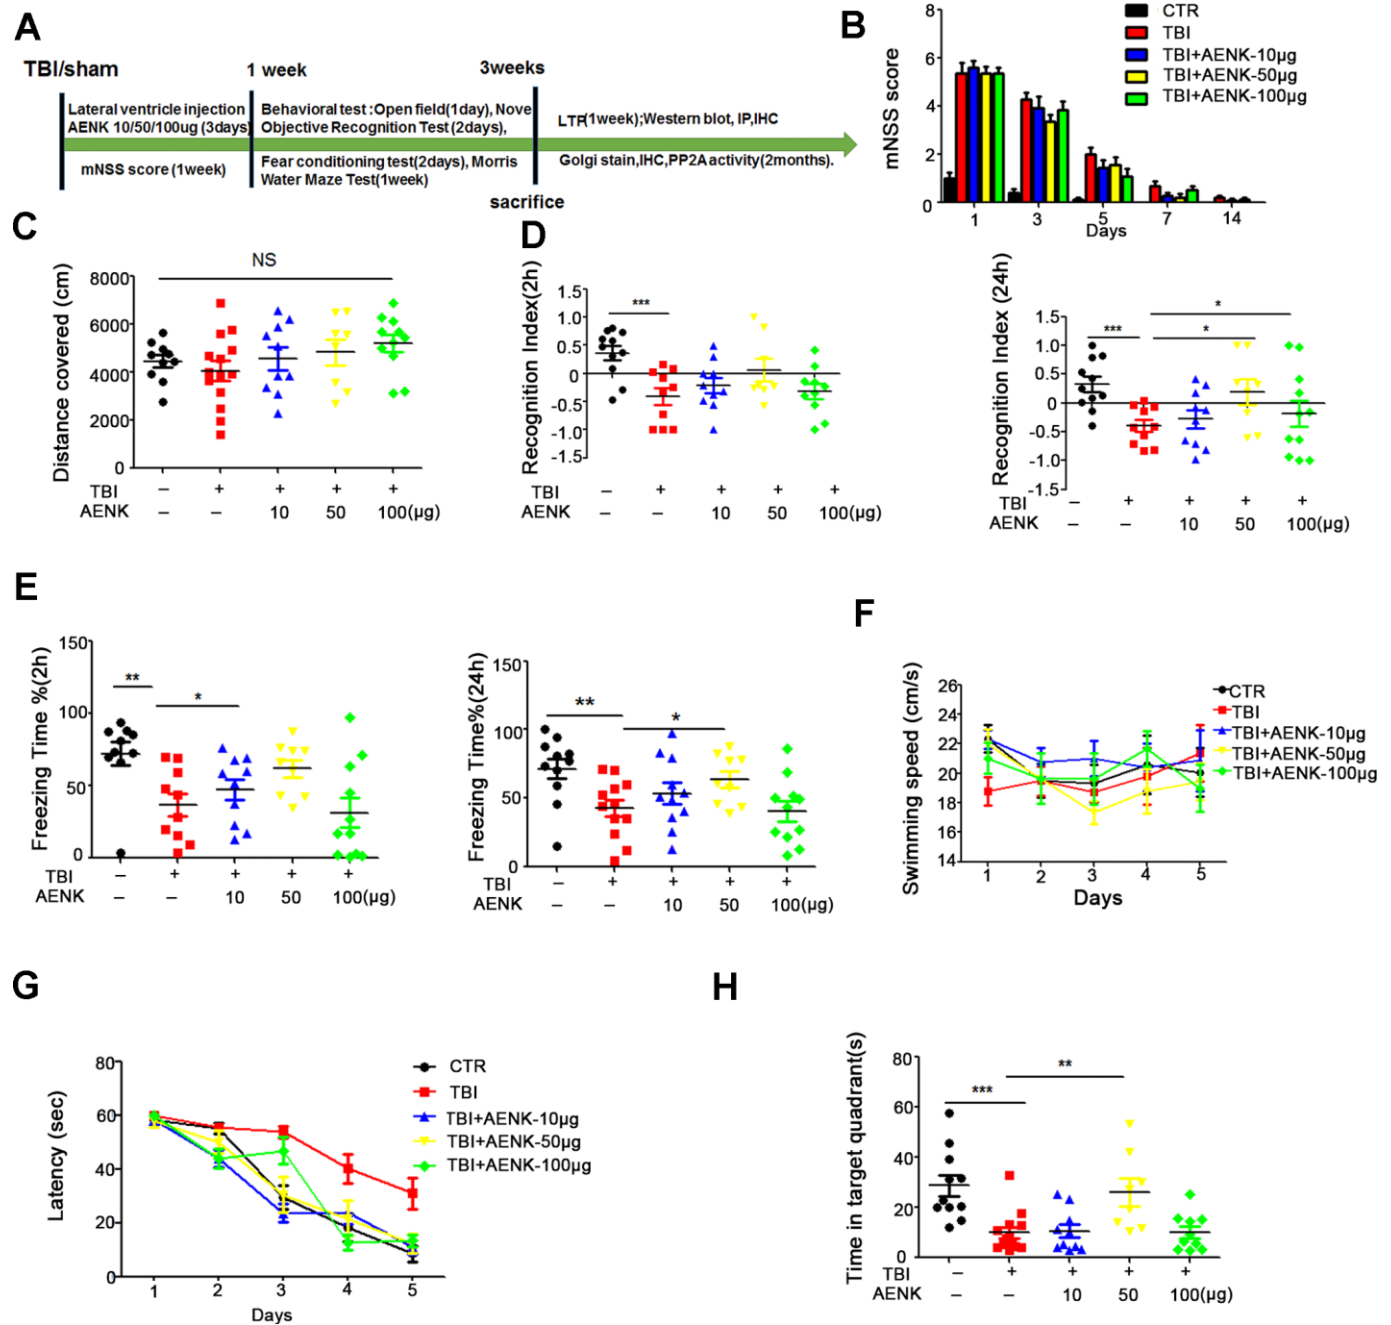 A
TBI/sham
1 week
3weeks
Lateral ventricle injection
AENK 10/50/100ug (3days)
mNSS score (1week)
Behavioral test :Open field(1day), Nove
Objective Recognition Test (2days),
Fear conditioning test(2days), Morris
Water Maze Test(1week)
LTP(1week);Western blot, IP,IHC
Golgi stain,IHC,PP2A activity(2months).
sacrifice
B
mNSS score
8
6
4
2
0
1 3 5 7 14
Days
CTR
TBI
TBI+AENK-10μg
TBI+AENK-50μg
TBI+AENK-100μg
C
NS
Distance covered (cm)
8000
6000
4000
2000
0
TBI – + + + +
AENK – – 10 50 100(μg)
D
Recognition Index(2h)
***
1.5
1.0
0.5
0
-0.5
-1.0
-1.5
TBI – + + + +
AENK – – 10 50 100(μg)
Recognition Index (24h)
*
*** *
1.5
1.0
0.5
0
-0.5
-1.0
-1.5
TBI – + + + +
AENK – – 10 50 100(μg)
E
Freezing Time %(2h)
** *
150
100
50
0
TBI – + + + +
AENK – – 10 50 100(μg)
Freezing Time%(24h)
** *
150
100
50
0
TBI – + + + +
AENK – – 10 50 100(μg)
F
Swimming speed (cm/s)
26
24
22
20
18
16
14
1 2 3 4 5
Days
CTR
TBI
TBI+AENK-10μg
TBI+AENK-50μg
TBI+AENK-100μg
G
Latency (sec)
80
60
40
20
0
1 2 3 4 5
Days
CTR
TBI
TBI+AENK-10μg
TBI+AENK-50μg
TBI+AENK-100μg
H
Time in target quadrant(s)
*** **
80
60
40
20
0
TBI – + + + +
AENK – – 10 50 100(μg)